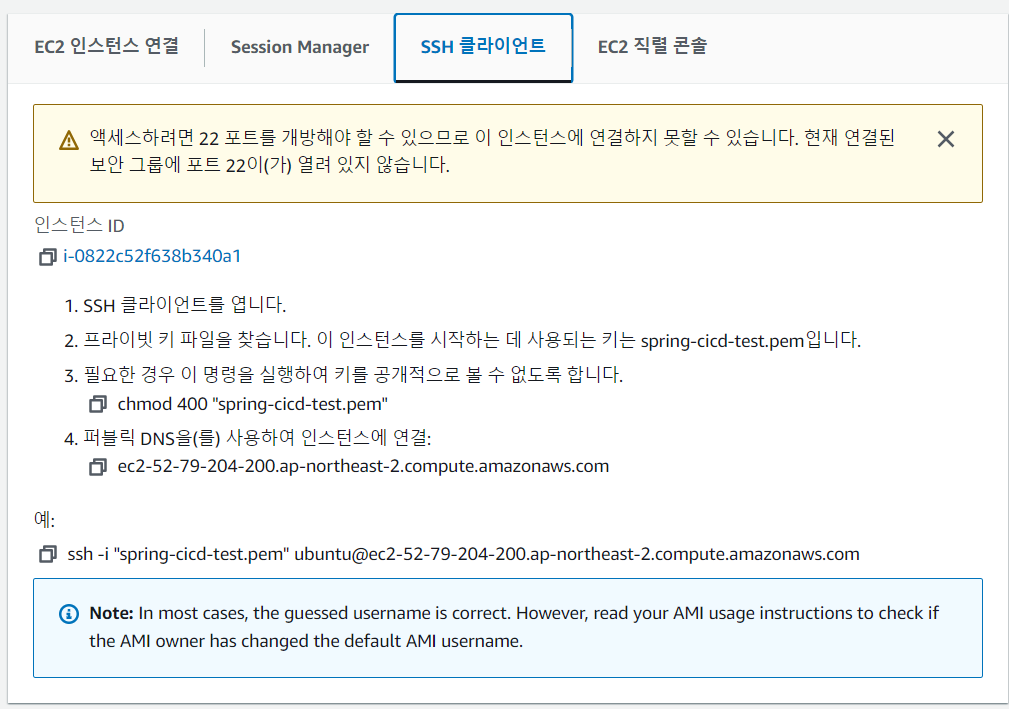 EC2 인스턴스 연결
Session Manager
SSH 클라이언트
EC2 직렬 콘솔
액세스하려면 22 포트를 개방해야 할 수 있으므로 이 인스턴스에 연결하지 못할 수 있습니다. 현재 연결된
보안 그룹에 포트 22이(가) 열려 있지 않습니다.
인스턴스 ID
i-0822c52f638b340a1
1. SSH 클라이언트를 엽니다.
2. 프라이빗 키 파일을 찾습니다. 이 인스턴스를 시작하는 데 사용되는 키는 spring-cicd-test.pem입니다.
3. 필요한 경우 이 명령을 실행하여 키를 공개적으로 볼 수 없도록 합니다.
chmod 400 "spring-cicd-test.pem"
4. 퍼블릭 DNS을(를) 사용하여 인스턴스에 연결:
ec2-52-79-204-200.ap-northeast-2.compute.amazonaws.com
예:
ssh -i "spring-cicd-test.pem" ubuntu@ec2-52-79-204-200.ap-northeast-2.compute.amazonaws.com
Note: In most cases, the guessed username is correct. However, read your AMI usage instructions to check if
the AMI owner has changed the default AMI username.